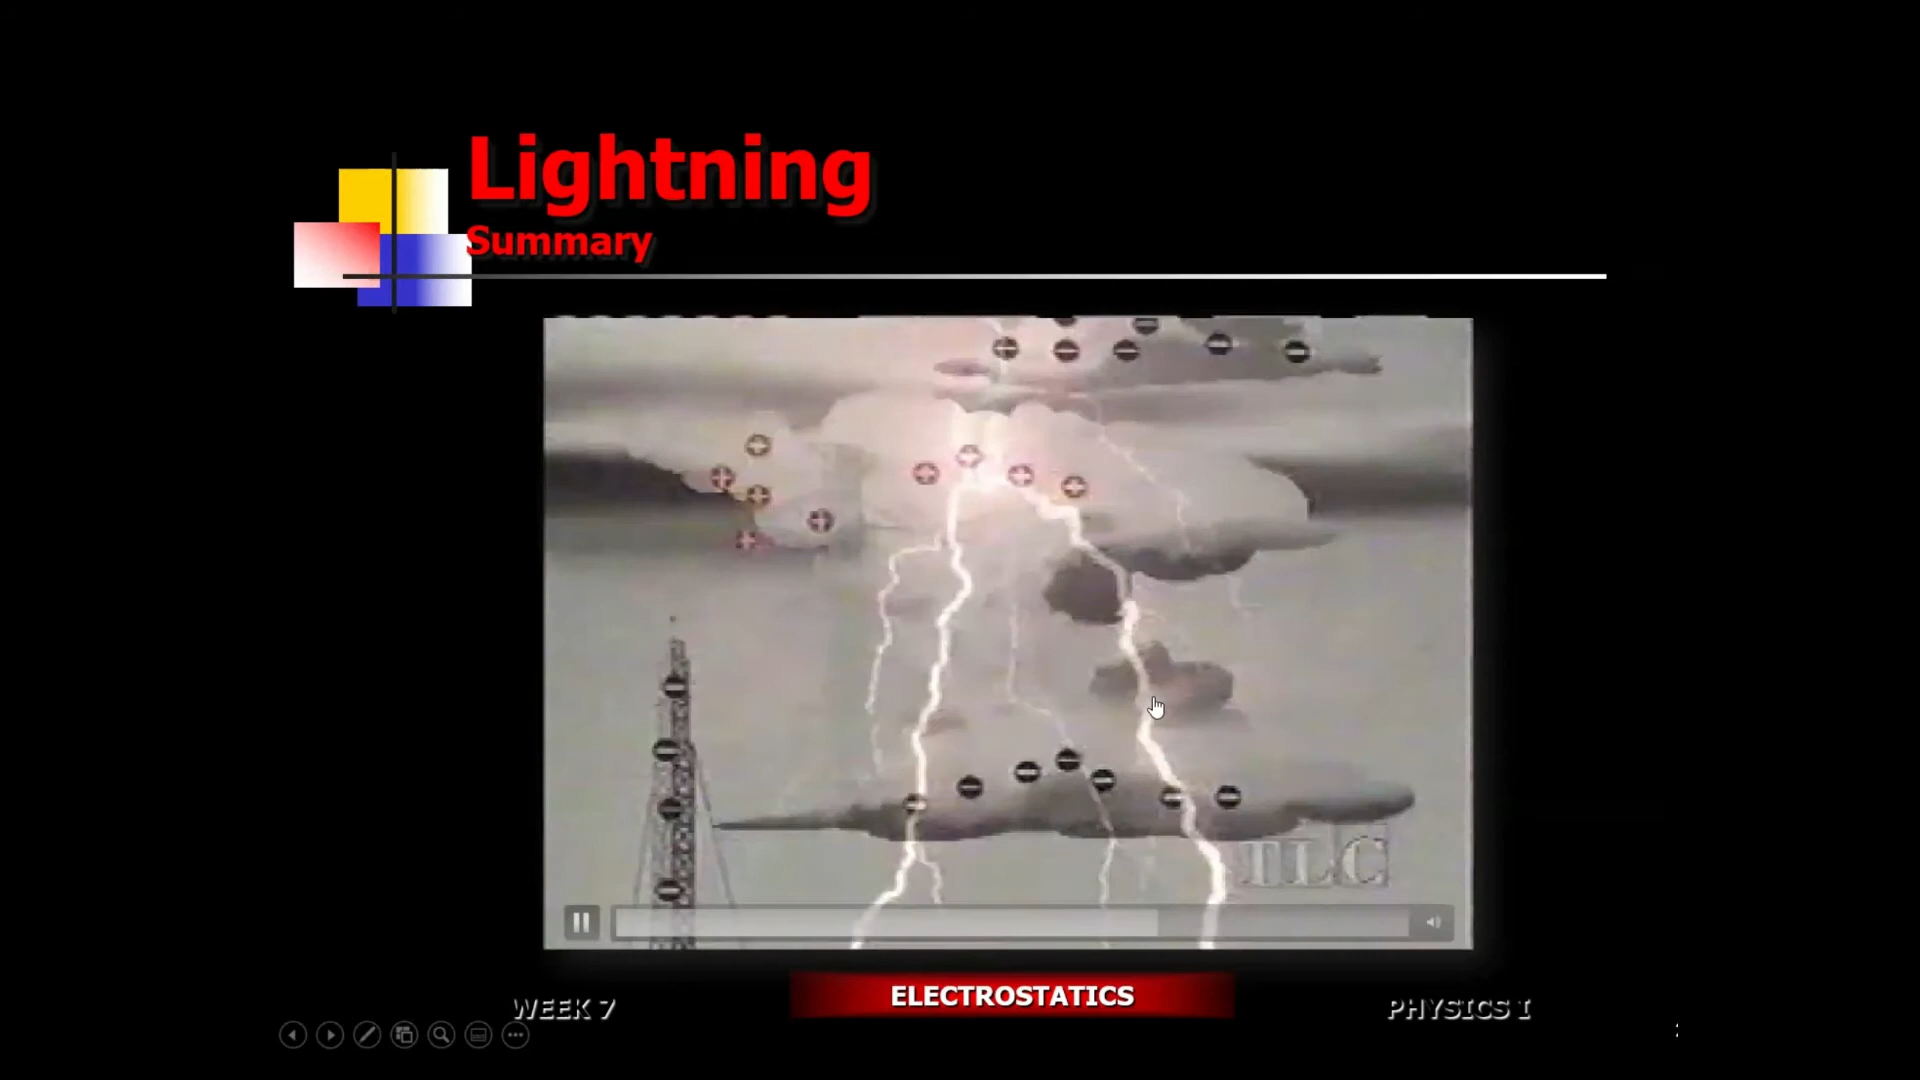 Lightning
Summary
TLC
ELECTROSTATICS
WEEK 7
PHYSICS I